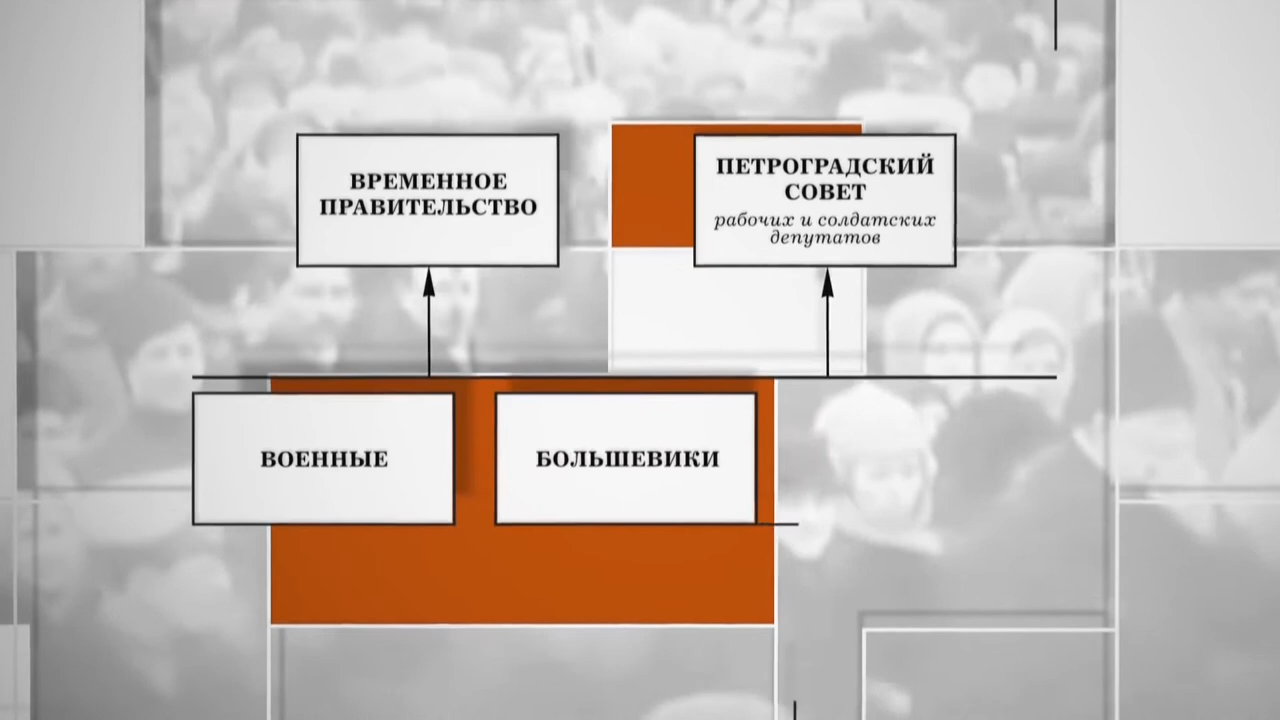 ВРЕМЕННОЕ
ПРАВИТЕЛЬСТВО
ПЕТРОГРАДСКИЙ
СОВЕТ
рабочих и солдатских
депутатов
ВОЕННЫЕ
БОЛЬШЕВИКИ